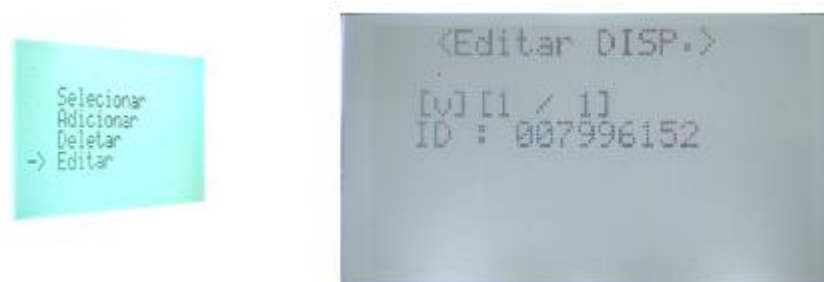 Selecionar
Adicionar
Deletar
-> Editar
<Editar DISP.>
[v][1 / 1]
ID : 007996152